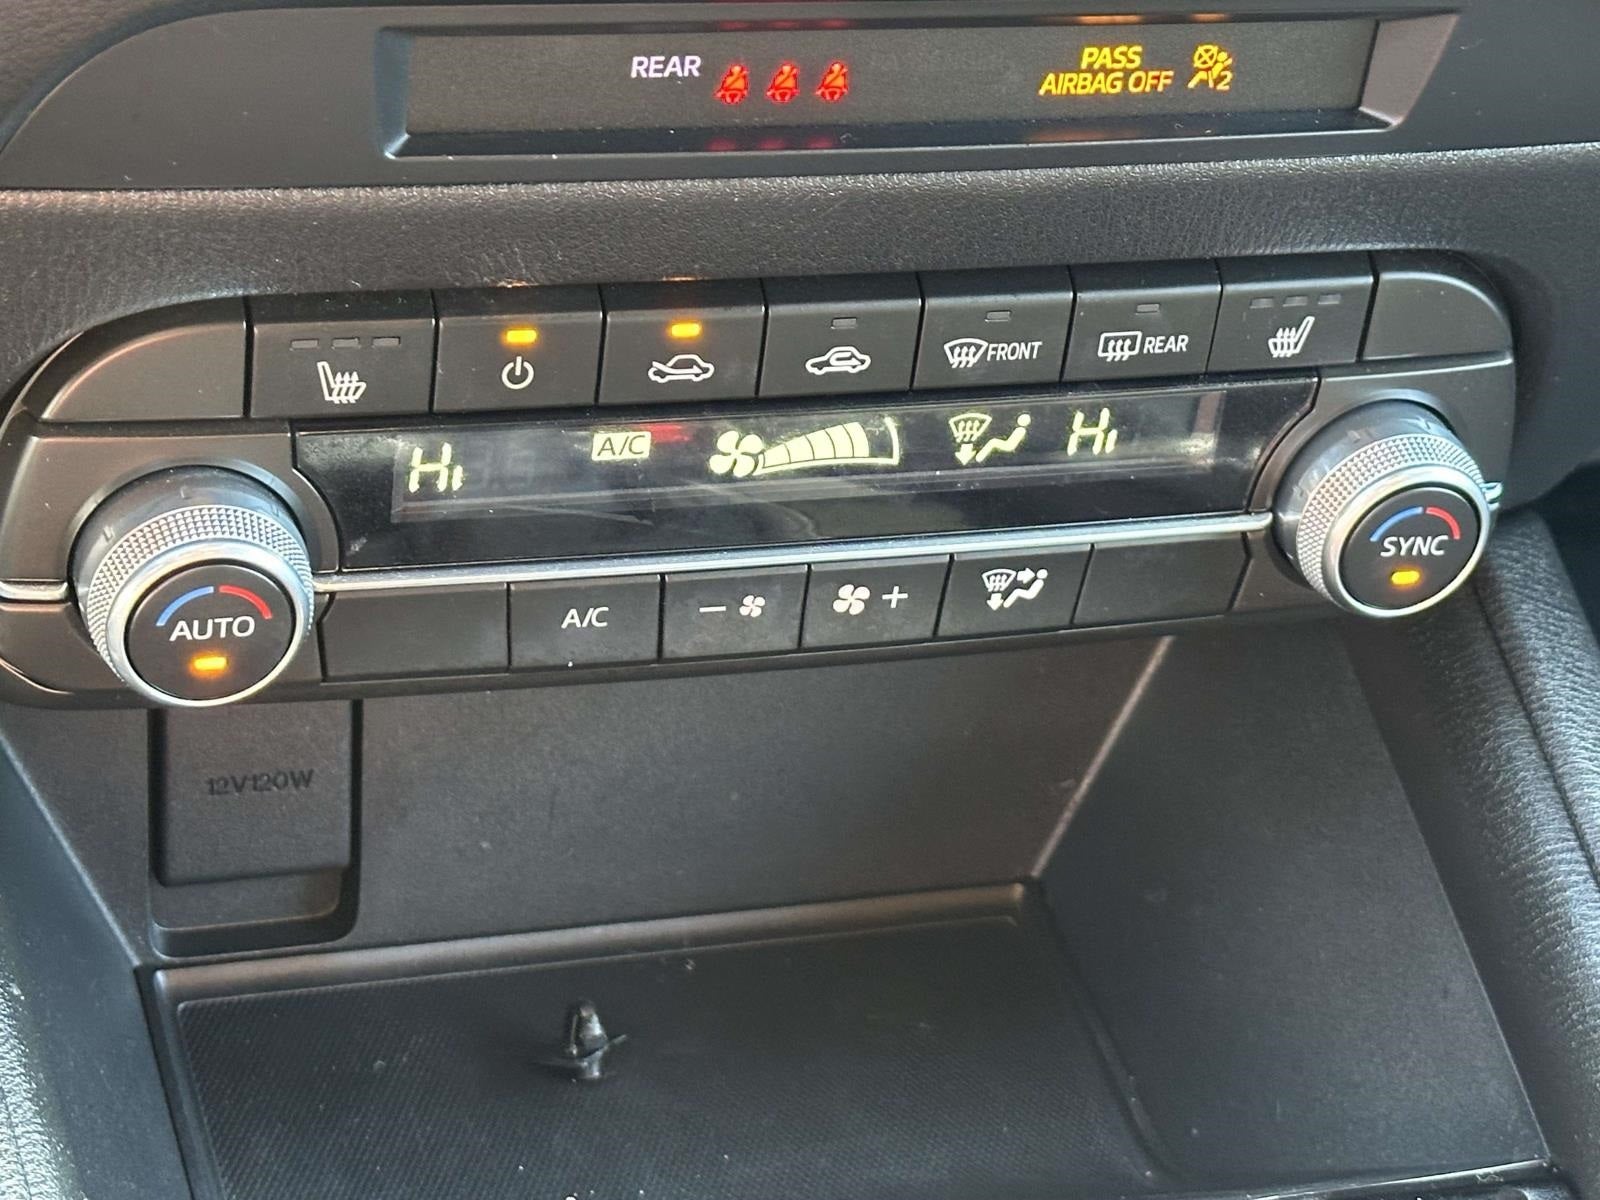 REAR
PASS
AIRBAG OFF
2
FRONT
REAR
Hi
A/C
Hi
AUTO
A/C
-
+
SYNC
12V120W